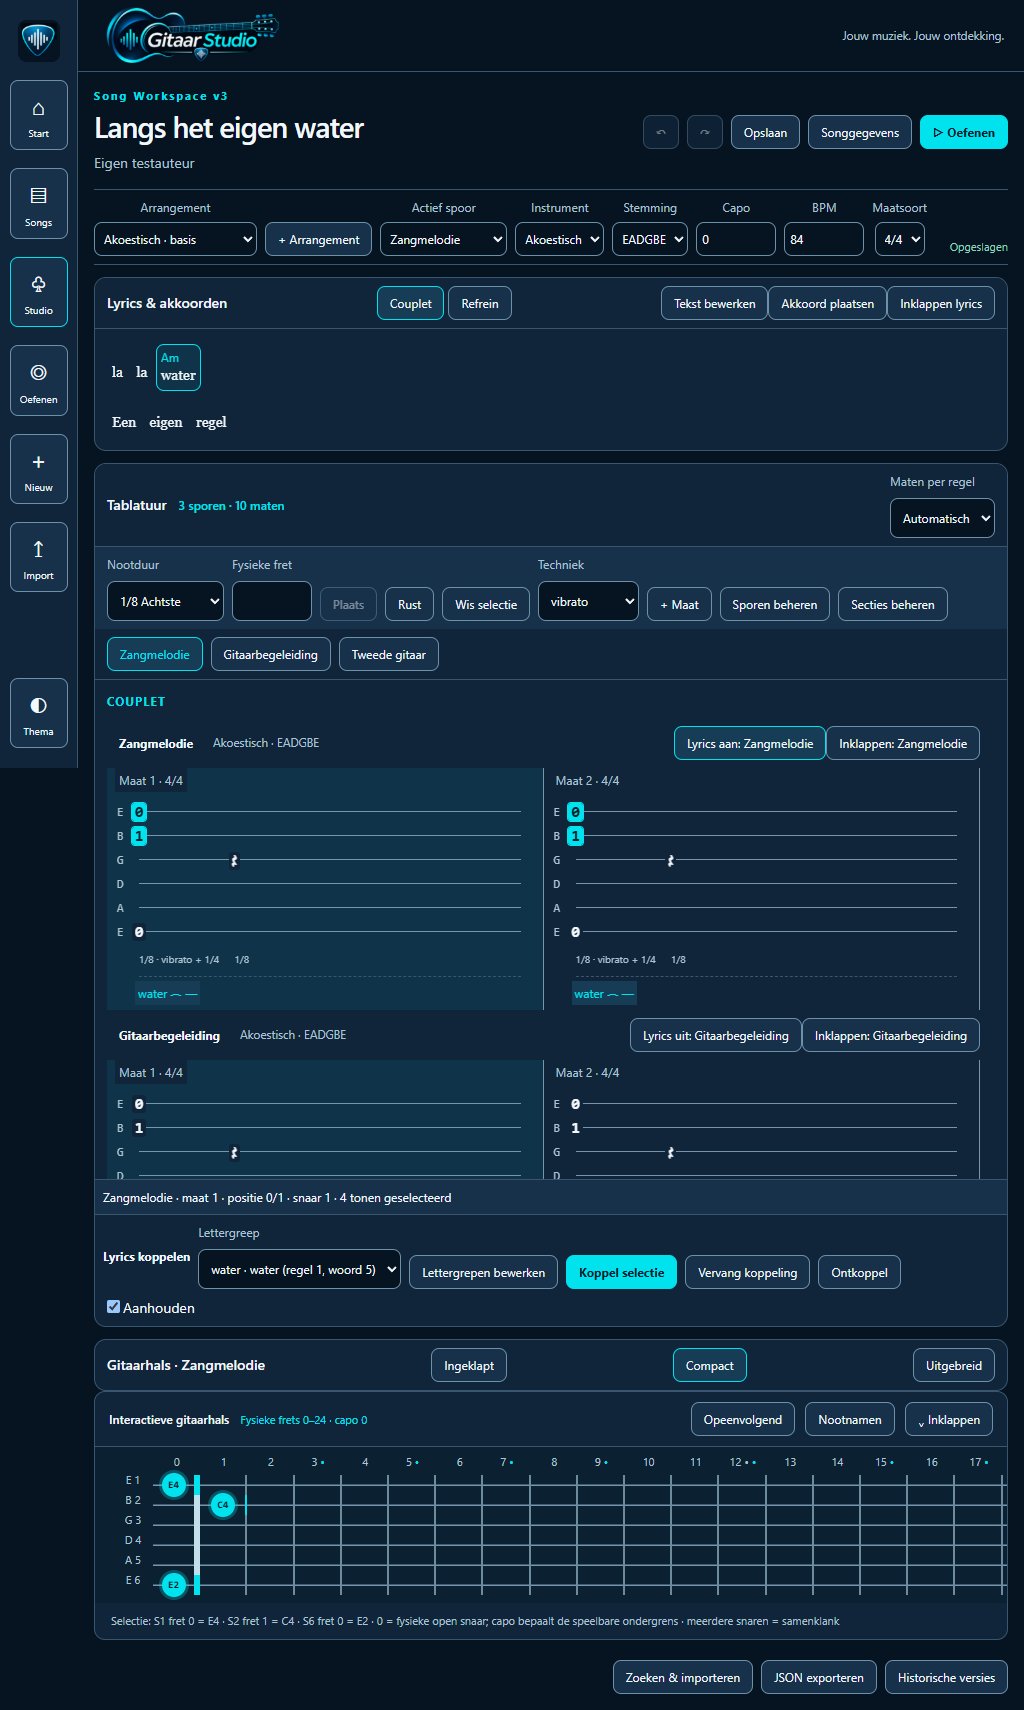 Gitaar Studio
Jouw muziek. Jouw ontdekking.
Start
Songs
Studio
Oefenen
Nieuw
Import
Thema
Song Workspace v3
Langs het eigen water
Eigen testauteur
Opslaan Songgegevens Oefenen
Arrangement Actief spoor Instrument Stemming Capo BPM Maatsoort
Akoestisch · basis + Arrangement Zangmelodie Akoestisch EADGBE 0 84 4/4 Opgeslagen
Lyrics & akkoorden Couplet Refrein Tekst bewerken Akkoord plaatsen Inklappen lyrics
Am
la la water
Een eigen regel
Tablatuur 3 sporen · 10 maten
Maten per regel
Automatisch
Nootduur Fysieke fret Techniek
1/8 Achtste Plaats Rust Wis selectie vibrato + Maat Sporen beheren Secties beheren
Zangmelodie Gitaarbegeleiding Tweede gitaar
COUPLET
Zangmelodie Akoestisch · EADGBE Lyrics aan: Zangmelodie Inklappen: Zangmelodie
Maat 1 · 4/4 Maat 2 · 4/4
E 0 E 0
B 1 B 1
G G
D D
A A
E 0 E 0
1/8 · vibrato + 1/4 1/8 1/8 · vibrato + 1/4 1/8
water ⁔ — water ⁔ —
Gitaarbegeleiding Akoestisch · EADGBE Lyrics uit: Gitaarbegeleiding Inklappen: Gitaarbegeleiding
Maat 1 · 4/4 Maat 2 · 4/4
E 0 E 0
B 1 B 1
G G
D D
Zangmelodie · maat 1 · positie 0/1 · snaar 1 · 4 tonen geselecteerd
Lettergreep
Lyrics koppelen water · water (regel 1, woord 5) Lettergrepen bewerken Koppel selectie Vervang koppeling Ontkoppel
Aanhouden
Gitaarhals · Zangmelodie Ingeklapt Compact Uitgebreid
Interactieve gitaarhals Fysieke frets 0–24 · capo 0 Opeenvolgend Nootnamen Inklappen
0 1 2 3 • 4 5 • 6 7 • 8 9 • 10 11 12 • • 13 14 15 • 16 17 •
E 1 E4
B 2 C4
G 3
D 4
A 5
E 6 E2
Selectie: S1 fret 0 = E4 · S2 fret 1 = C4 · S6 fret 0 = E2 · 0 = fysieke open snaar; capo bepaalt de speelbare ondergrens · meerdere snaren = samenklank
Zoeken & importeren JSON exporteren Historische versies